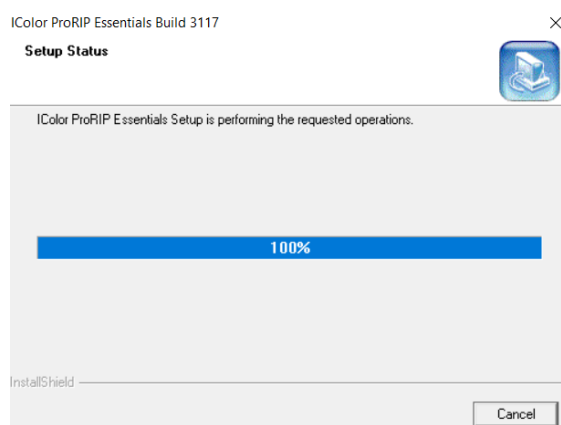 IColor ProRIP Essentials Build 3117
Setup Status
IColor ProRIP Essentials Setup is performing the requested operations.
100%
InstallShield
Cancel